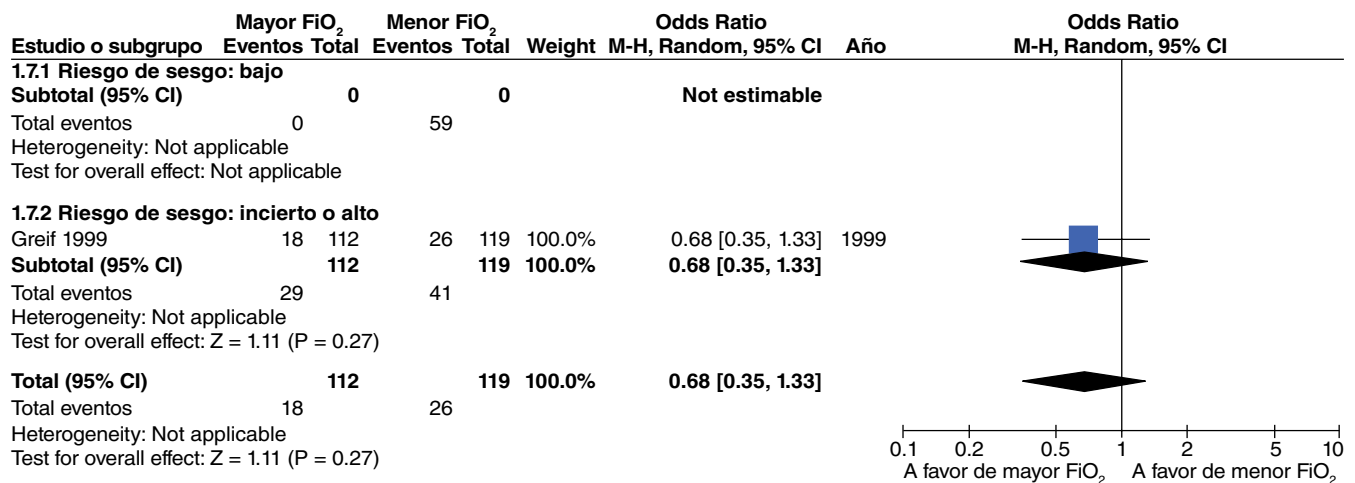 Mayor FiO2 Menor FiO2 Odds Ratio Odds Ratio
Estudio o subgrupo Eventos Total Eventos Total Weight M-H, Random, 95% CI Año M-H, Random, 95% CI
1.7.1 Riesgo de sesgo: bajo
Subtotal (95% CI) 0 0 Not estimable
Total eventos 0 59
Heterogeneity: Not applicable
Test for overall effect: Not applicable
1.7.2 Riesgo de sesgo: incierto o alto
Greif 1999 18 112 26 119 100.0% 0.68 [0.35, 1.33] 1999
Subtotal (95% CI) 112 119 100.0% 0.68 [0.35, 1.33]
Total eventos 29 41
Heterogeneity: Not applicable
Test for overall effect: Z = 1.11 (P = 0.27)
Total (95% CI) 112 119 100.0% 0.68 [0.35, 1.33]
Total eventos 18 26
Heterogeneity: Not applicable
Test for overall effect: Z = 1.11 (P = 0.27)
0.1 0.2 0.5 1 2 5 10
A favor de mayor FiO2 A favor de menor FiO2